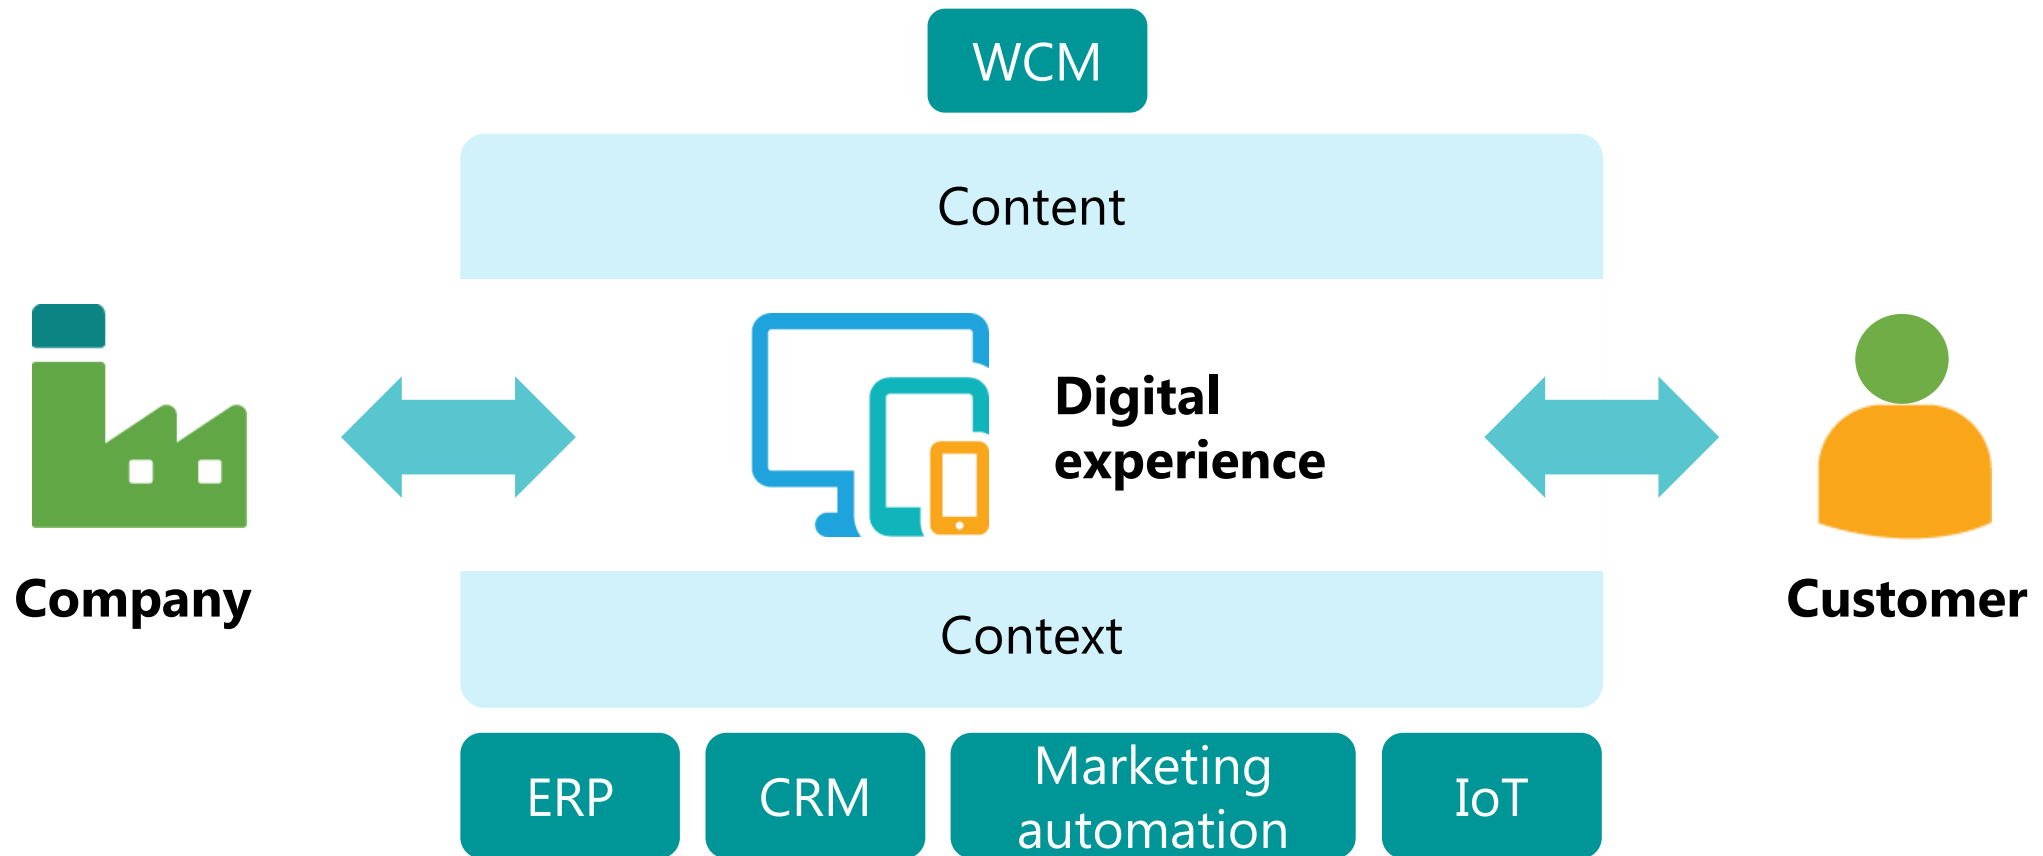 WCM
Content
Digital
experience
Company
Customer
Context
ERP
CRM
Marketing
automation
IoT